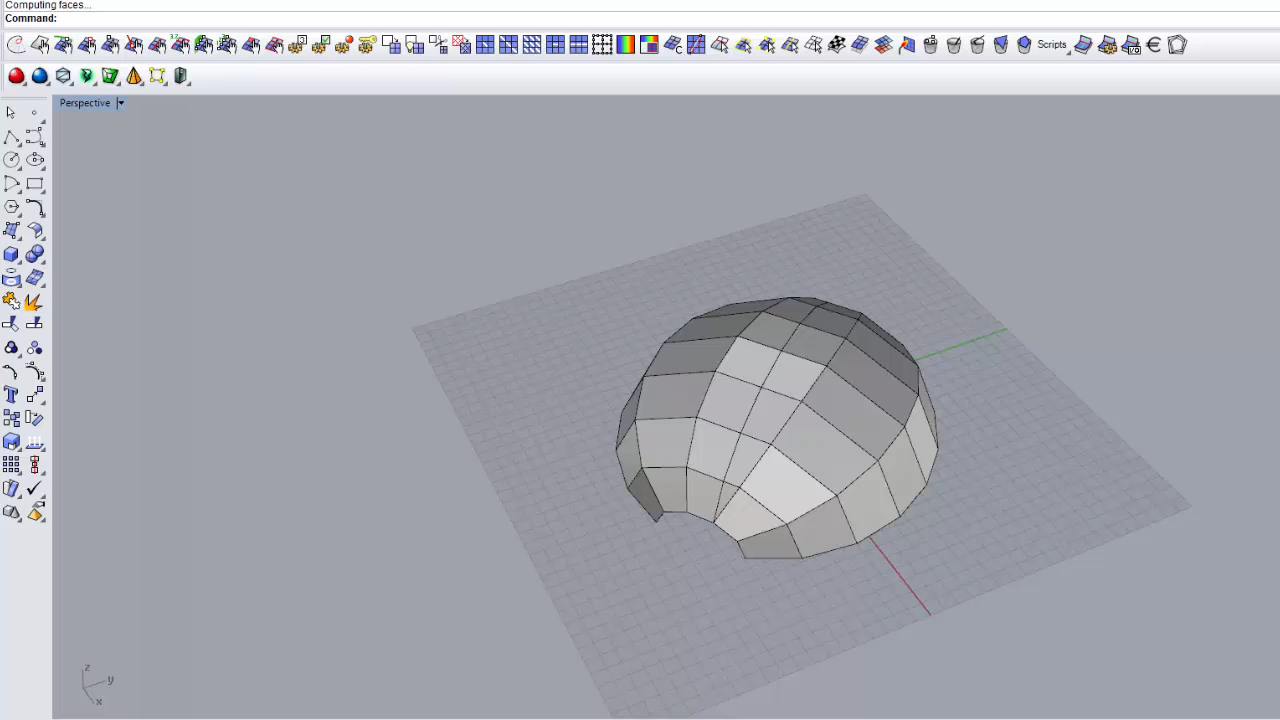 Computing faces...
Command:
Scripts
Perspective
z
y
x